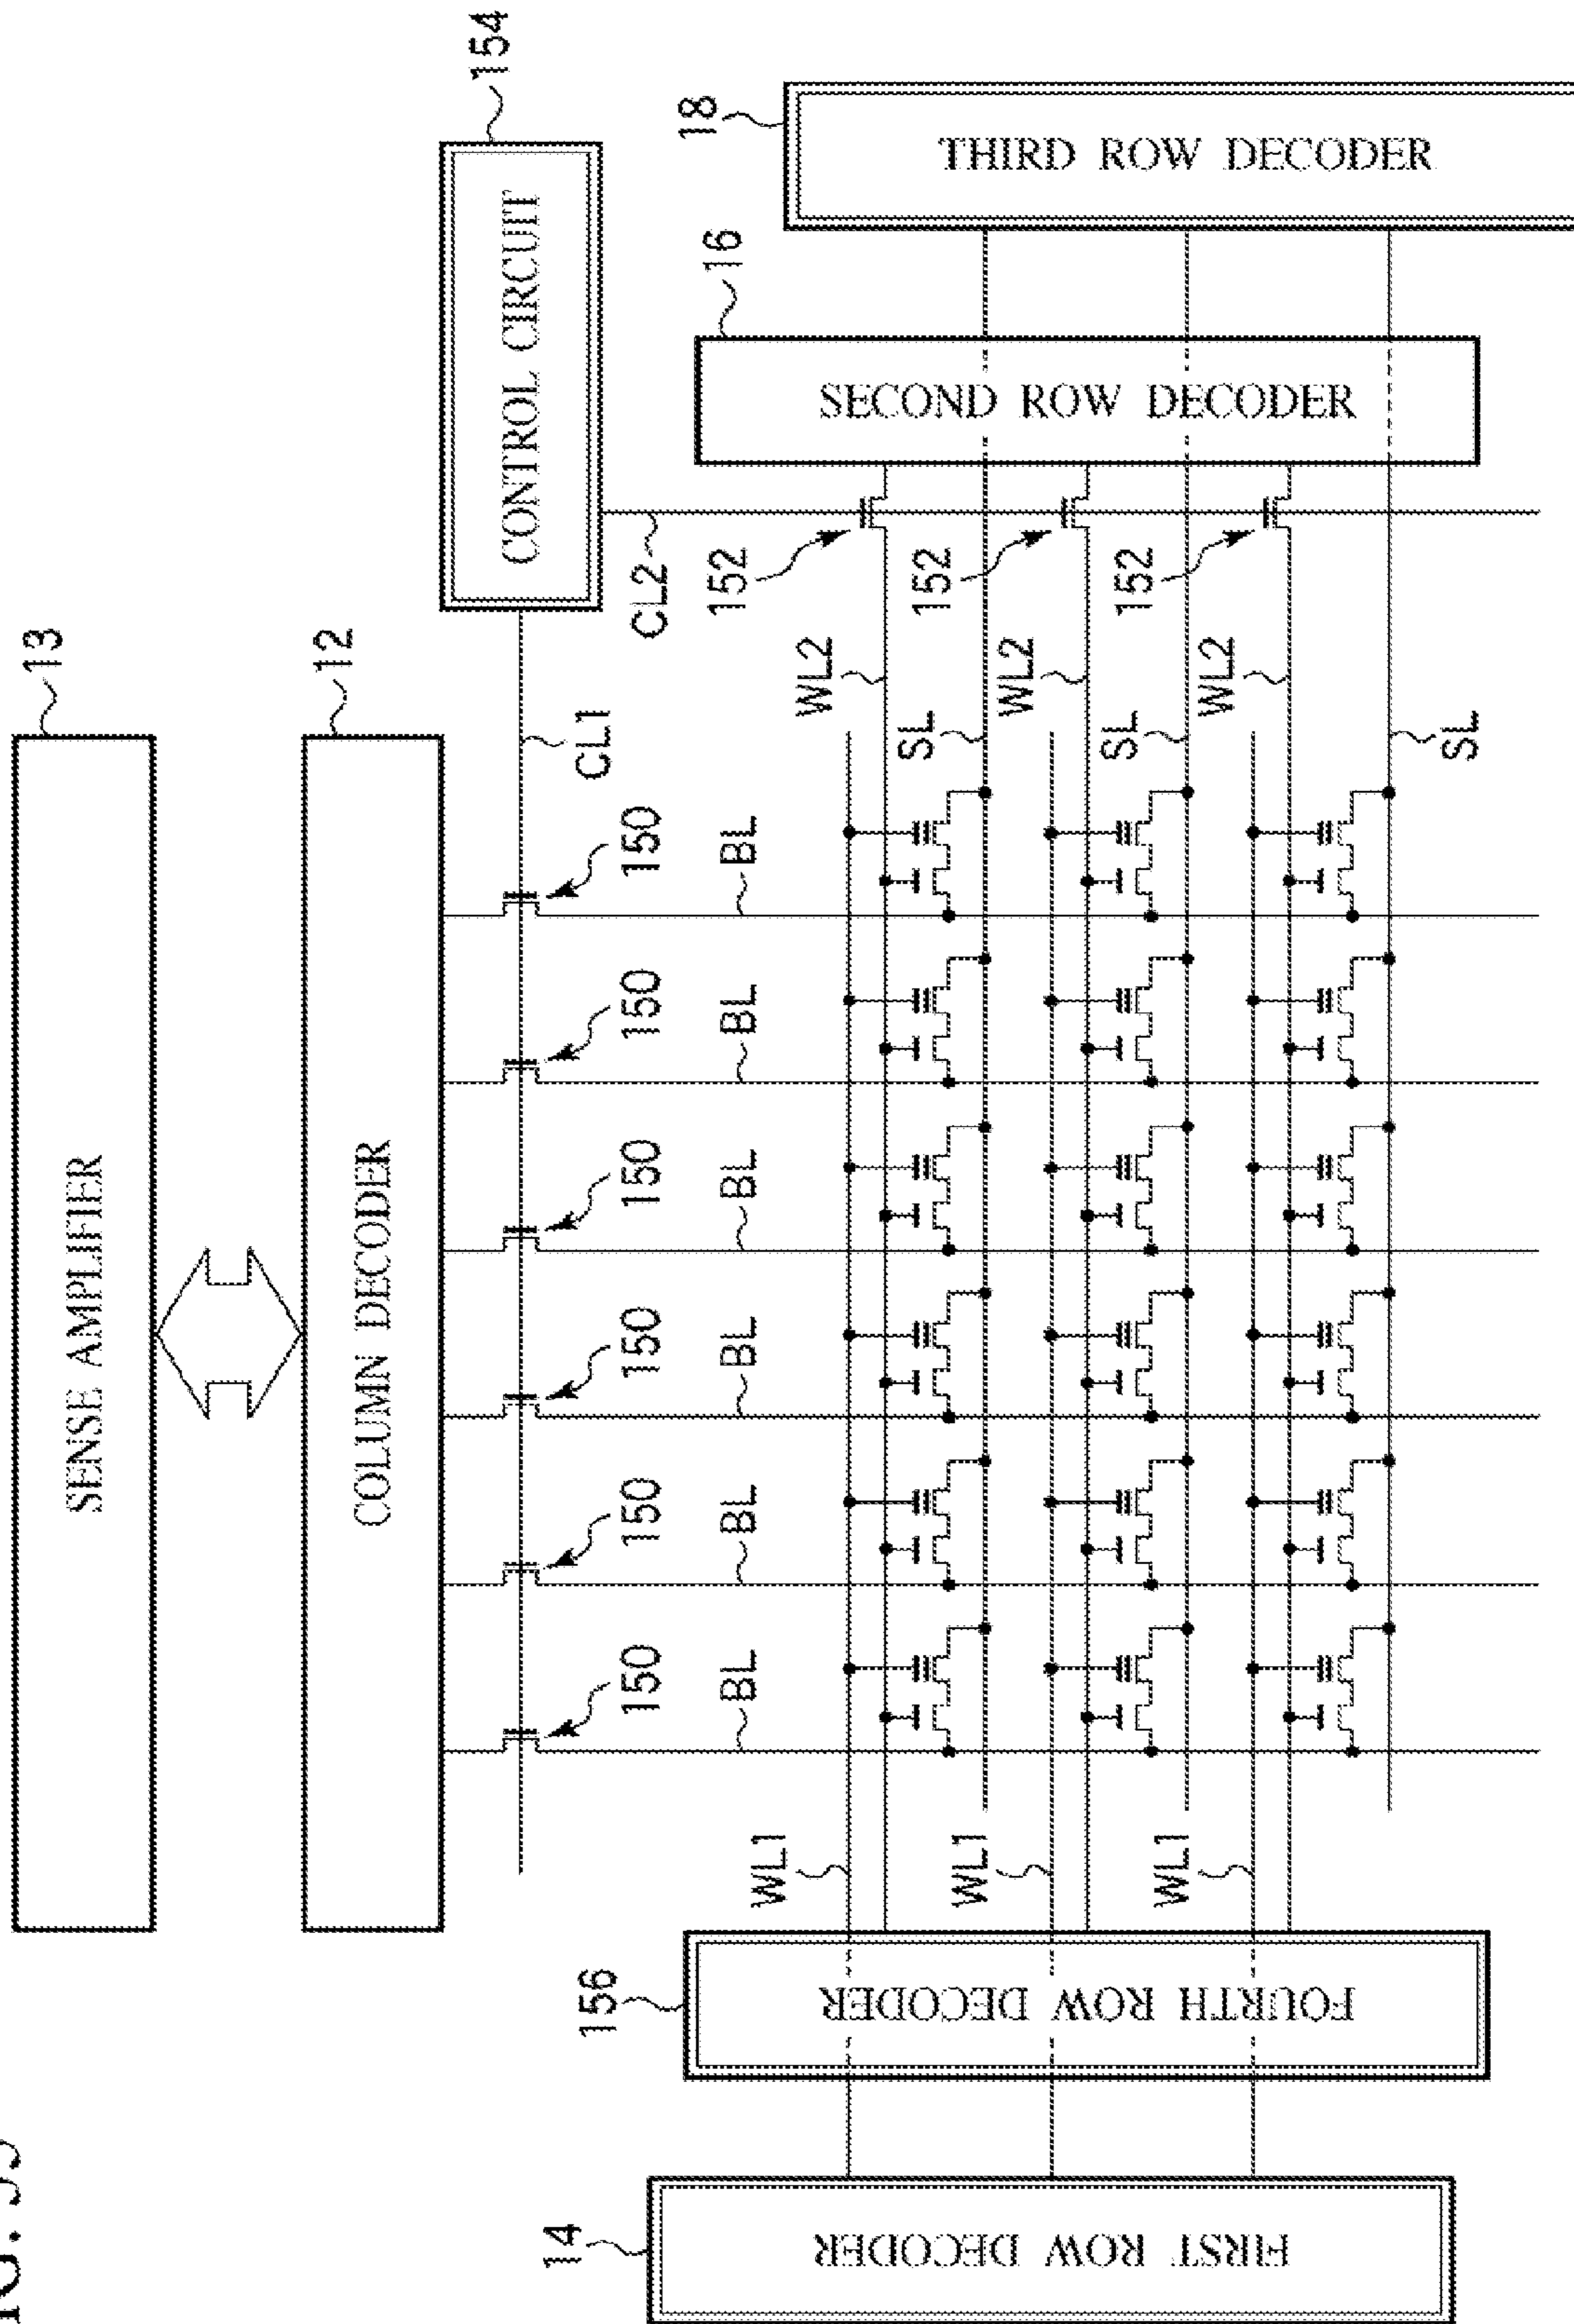 13
SENSE AMPLIFIER
12
COLUMN DECODER
154
CONTROL CIRCUIT
CL1
150 150 150 150 150 150
CL2
BL BL BL BL BL BL
18
THIRD ROW DECODER
16
SECOND ROW DECODER
152
152
152
WL2
SL
WL2
SL
WL2
SL
WL1
WL1
WL1
156
FOURTH ROW DECODER
14
FIRST ROW DECODER